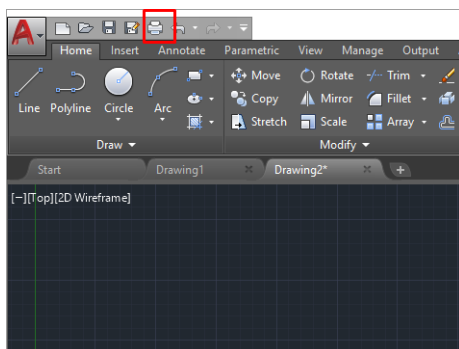 A
Home Insert Annotate Parametric View Manage Output
Line Polyline Circle Arc
Move Rotate Trim
Copy Mirror Fillet
Stretch Scale Array
Draw Modify
Start Drawing1 Drawing2*
[−][Top][2D Wireframe]